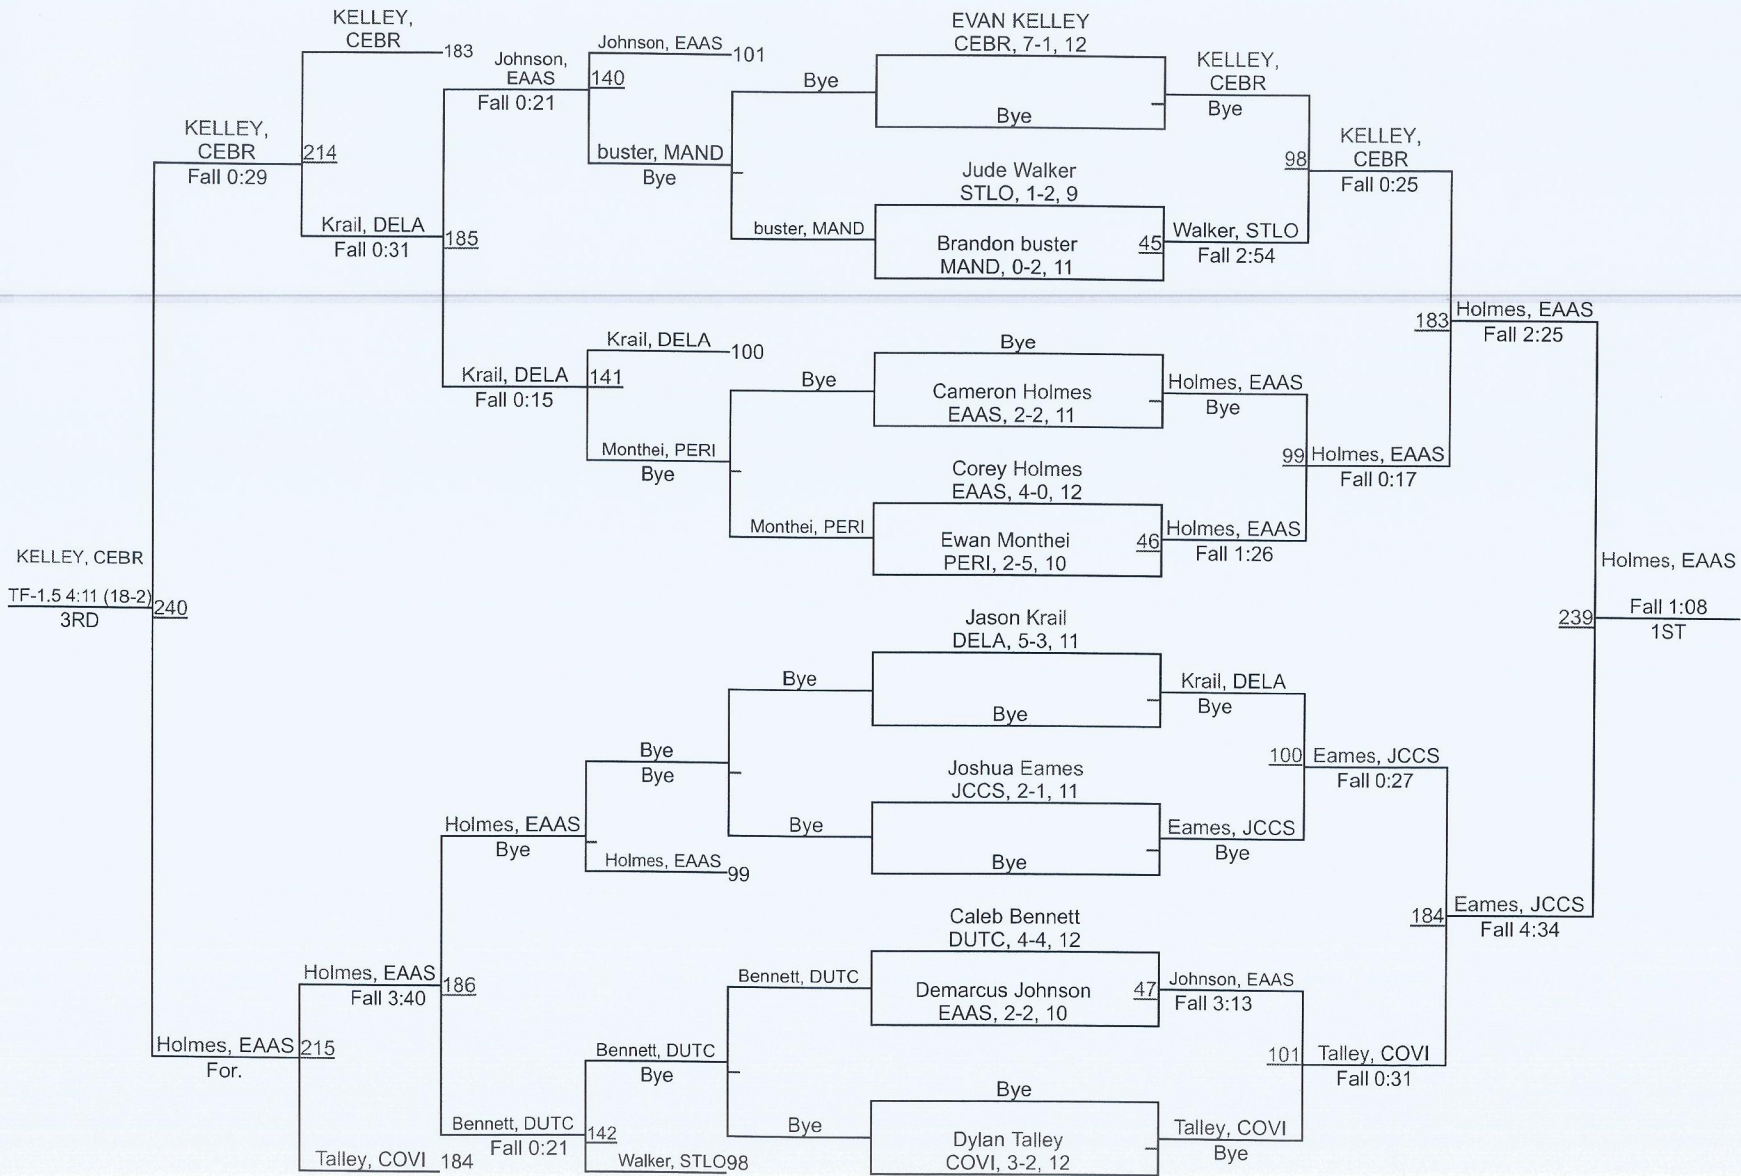 KELLEY,
CEBR
183
KELLEY,
CEBR
Fall 0:29
214
Krail, DELA
Fall 0:31
185
Johnson,
EAAS
Fall 0:21
140
Johnson, EAAS
101
buster, MAND
Bye
Bye
buster, MAND
EVAN KELLEY
CEBR, 7-1, 12
Bye
KELLEY,
CEBR
Bye
Jude Walker
STLO, 1-2, 9
Brandon buster
MAND, 0-2, 11
45
Walker, STLO
Fall 2:54
98
KELLEY,
CEBR
Fall 0:25
Krail, DELA
Fall 0:15
141
Krail, DELA
100
Monthei, PERI
Bye
Bye
Monthei, PERI
Bye
Cameron Holmes
EAAS, 2-2, 11
Holmes, EAAS
Bye
Corey Holmes
EAAS, 4-0, 12
Ewan Monthei
PERI, 2-5, 10
46
Holmes, EAAS
Fall 1:26
99
Holmes, EAAS
Fall 0:17
183
Holmes, EAAS
Fall 2:25
KELLEY, CEBR
TF-1.5 4:11 (18-2)
3RD
240
Jason Krail
DELA, 5-3, 11
Bye
Krail, DELA
Bye
Bye
Joshua Eames
JCCS, 2-1, 11
Bye
Eames, JCCS
Bye
Bye
100
Eames, JCCS
Fall 0:27
Bye
Bye
Holmes, EAAS
Bye
Holmes, EAAS
99
239
Holmes, EAAS
Fall 1:08
1ST
Caleb Bennett
DUTC, 4-4, 12
Demarcus Johnson
EAAS, 2-2, 10
47
Johnson, EAAS
Fall 3:13
Bennett, DUTC
184
Eames, JCCS
Fall 4:34
Holmes, EAAS
Fall 3:40
186
Holmes, EAAS
For.
215
Bennett, DUTC
Bye
101
Talley, COVI
Fall 0:31
Bye
Dylan Talley
COVI, 3-2, 12
Talley, COVI
Bye
Bye
Bennett, DUTC
Fall 0:21
142
Talley, COVI
184
Walker, STLO
98